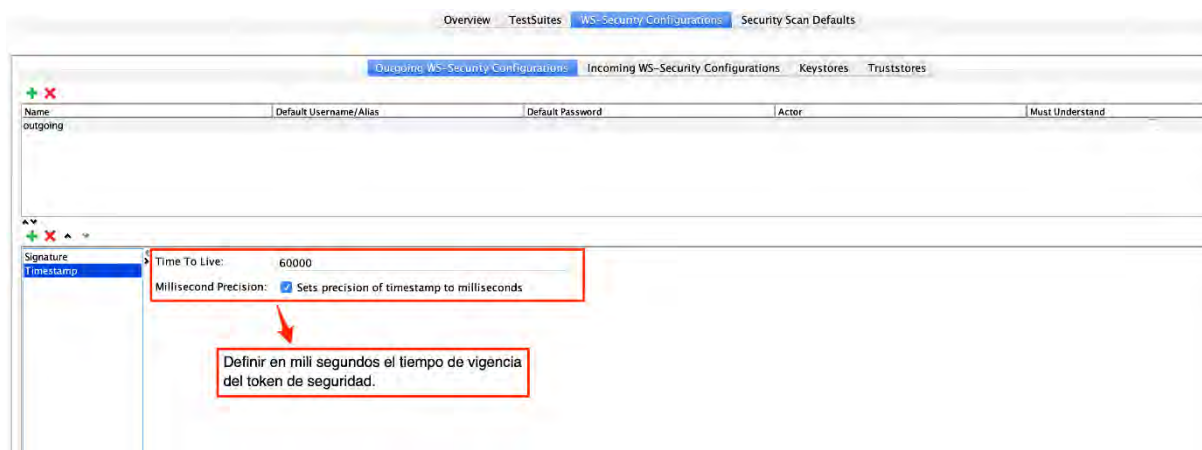 Overview TestSuites WS-Security Configurations Security Scan Defaults
Outgoing WS-Security Configurations Incoming WS-Security Configurations Keystores Truststores
Name Default Username/Alias Default Password Actor Must Understand
outgoing
Signature
Timestamp
Time To Live: 60000
Millisecond Precision: Sets precision of timestamp to milliseconds
Definir en mili segundos el tiempo de vigencia
del token de seguridad.